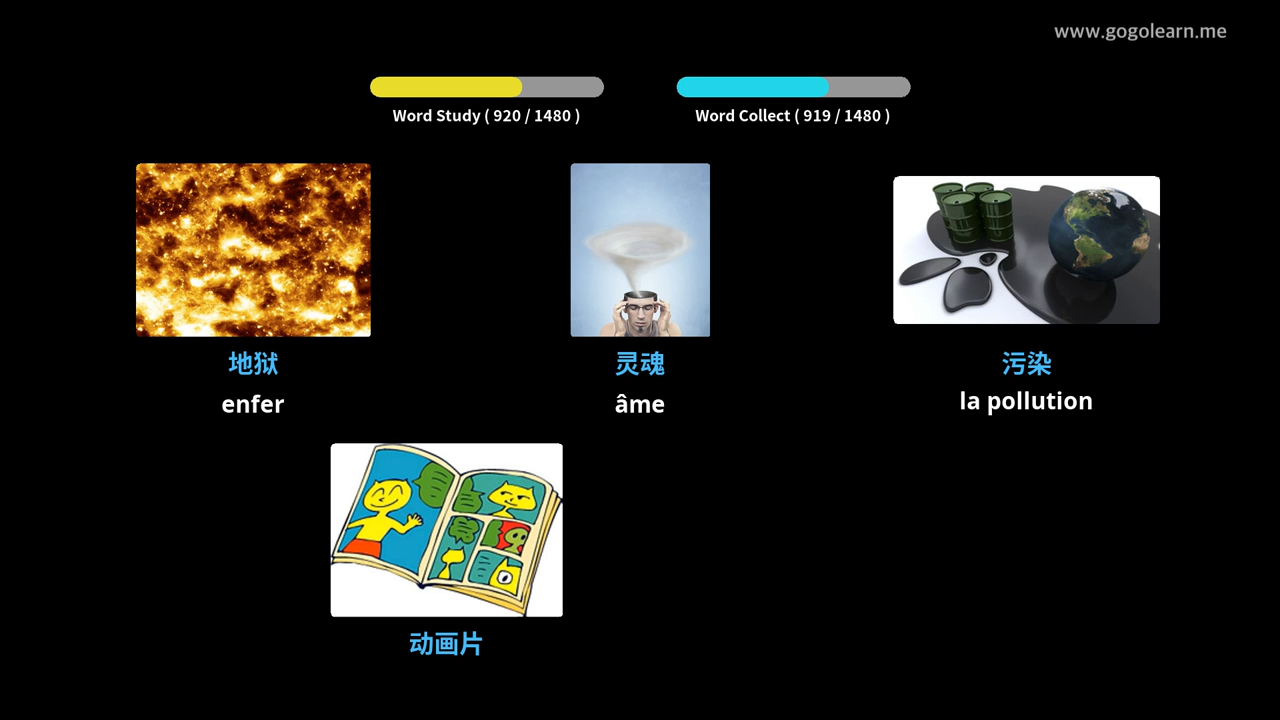 www.gogolearn.me
Word Study ( 920 / 1480 )
Word Collect ( 919 / 1480 )
地狱
enfer
灵魂
âme
污染
la pollution
动画片